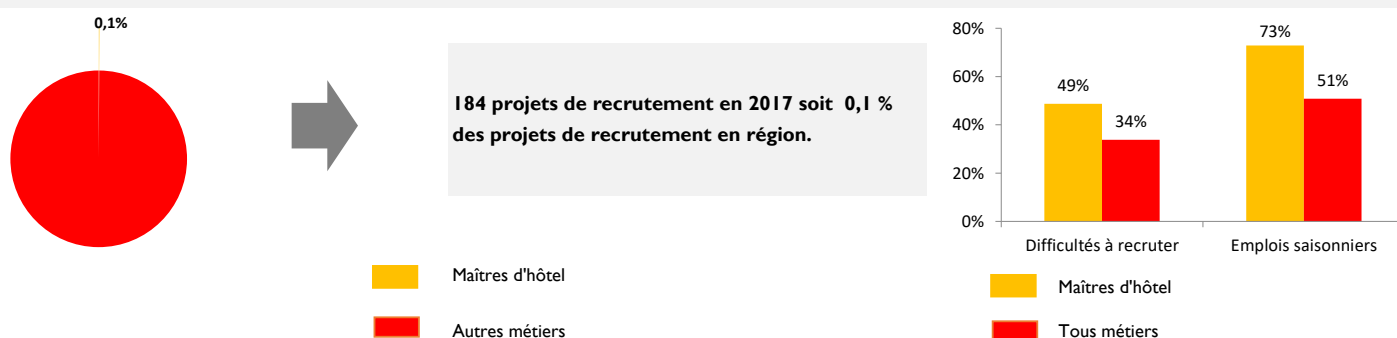 0,1%
184 projets de recrutement en 2017 soit 0,1 %
des projets de recrutement en région.
Maîtres d'hôtel
Autres métiers
80%
60%
40%
20%
0%
49%
34%
73%
51%
Difficultés à recruter
Emplois saisonniers
Maîtres d'hôtel
Tous métiers